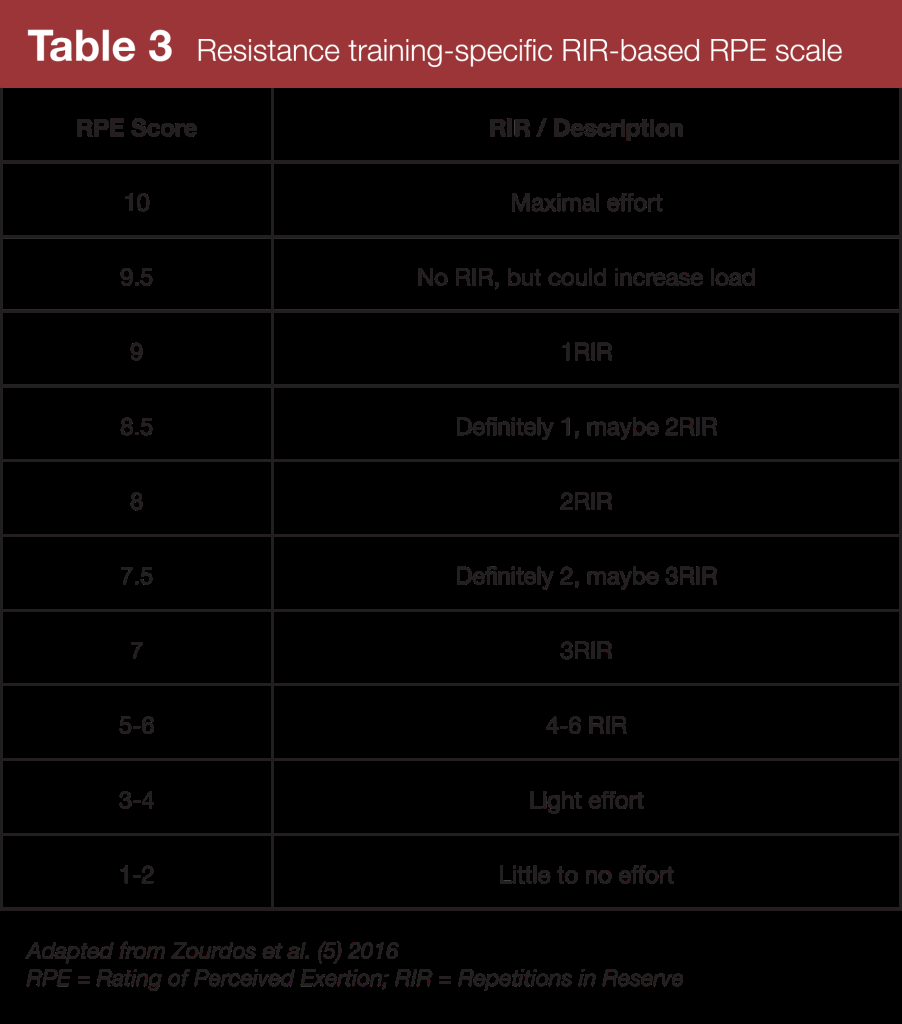 Table 3 Resistance training-specific RIR-based RPE scale
RPE Score RIR / Description
10 Maximal effort
9.5 No RIR, but could increase load
9 1RIR
8.5 Definitely 1, maybe 2RIR
8 2RIR
7.5 Definitely 2, maybe 3RIR
7 3RIR
5-6 4-6 RIR
3-4 Light effort
1-2 Little to no effort
Adapted from Zourdos et al. (5) 2016
RPE = Rating of Perceived Exertion; RIR = Repetitions in Reserve